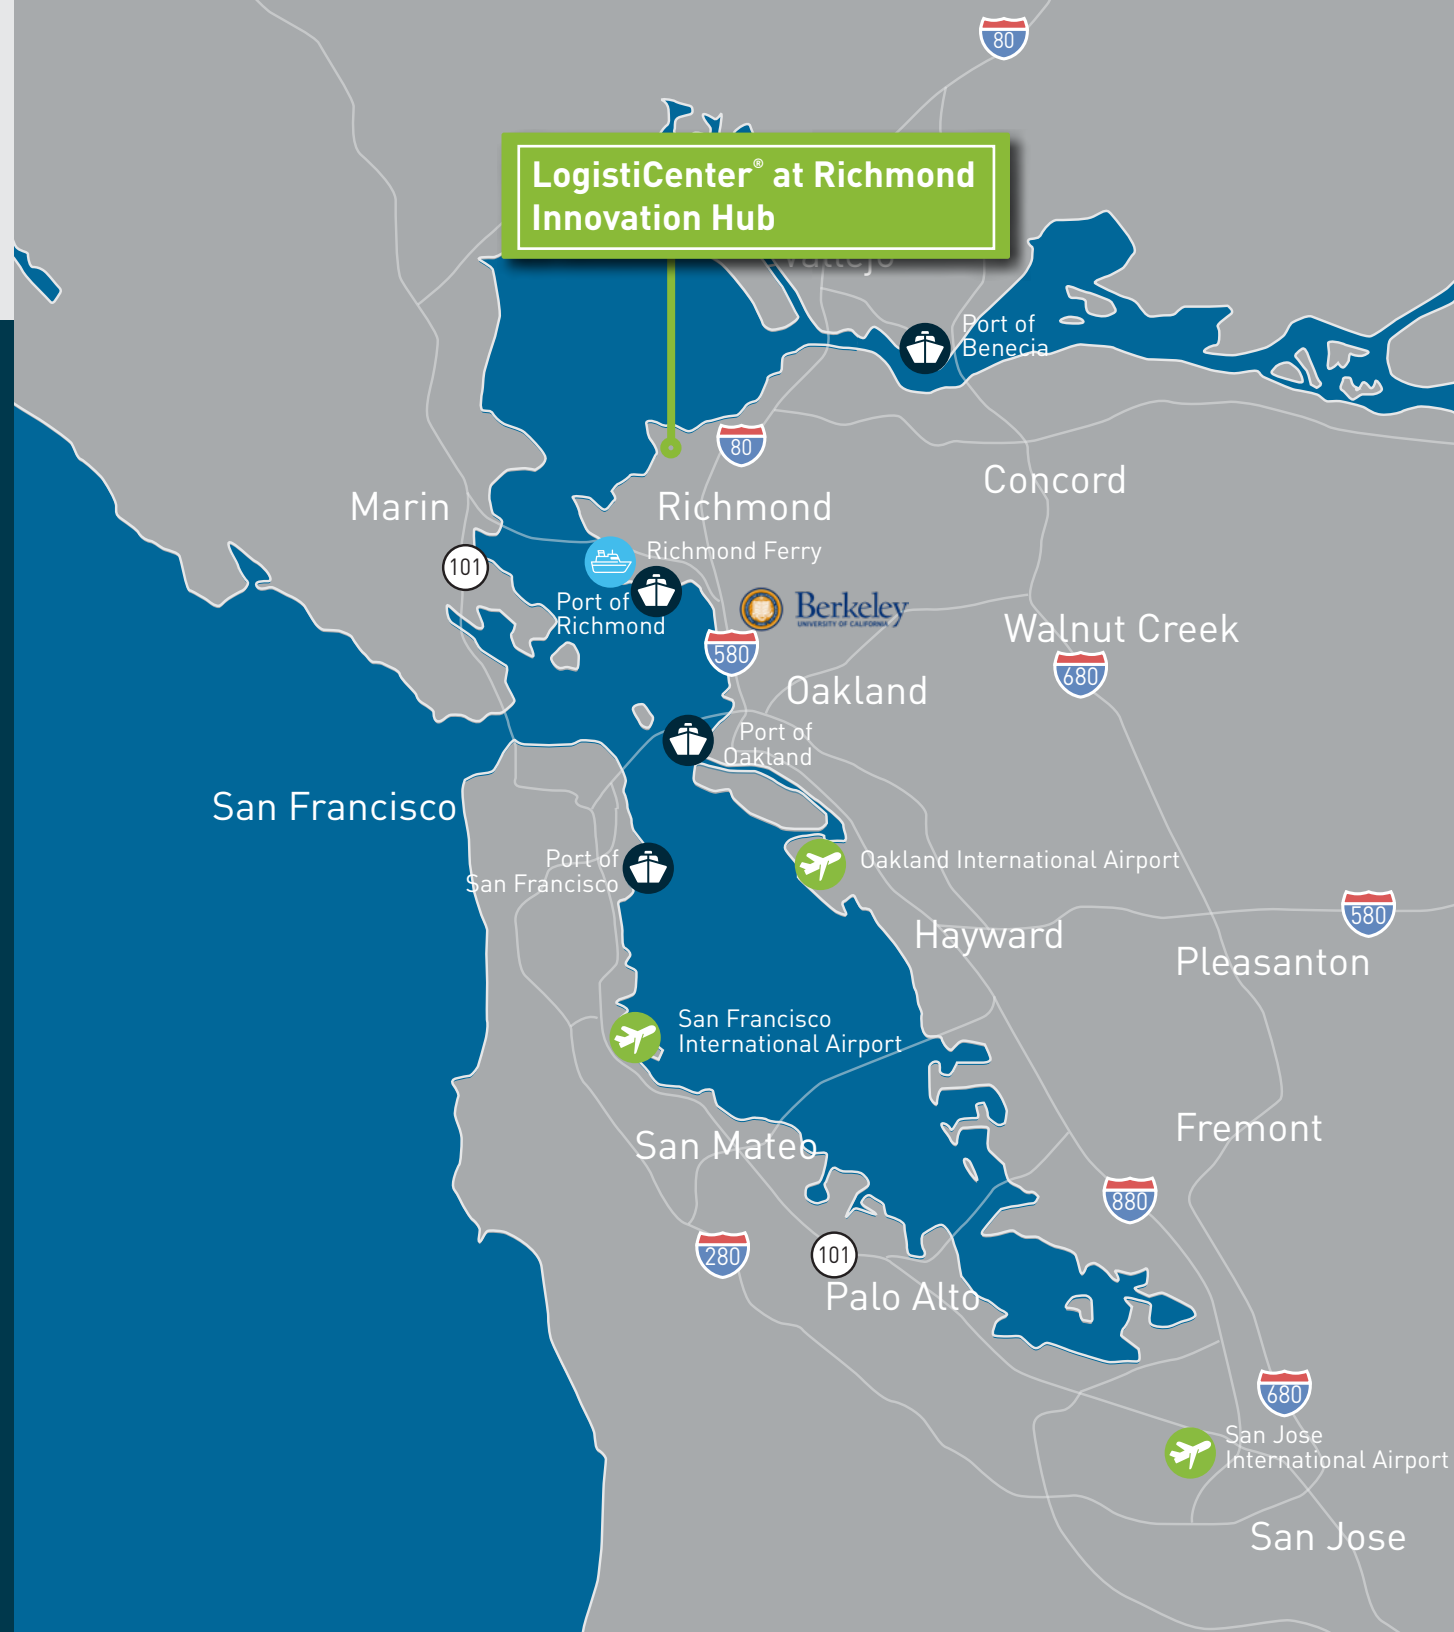 80
LogistiCenter® at Richmond
Innovation Hub
Vallejo
Port of
Benecia
80
Concord
Marin
Richmond
101
Richmond Ferry
Port of
Richmond
Berkeley
UNIVERSITY OF CALIFORNIA
580
Walnut Creek
680
Oakland
Port of
Oakland
San Francisco
Port of
San Francisco
Oakland International Airport
580
Hayward
Pleasanton
San Francisco
International Airport
Fremont
San Mateo
880
280
101
Palo Alto
680
San Jose
International Airport
San Jose